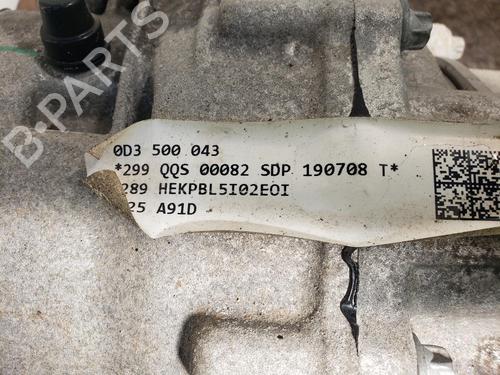 B-PARTS
0D3 500 043
*299 QQS 00082 SDP 190708 T*
289 HEKPBL5I02EOI
25 A91D